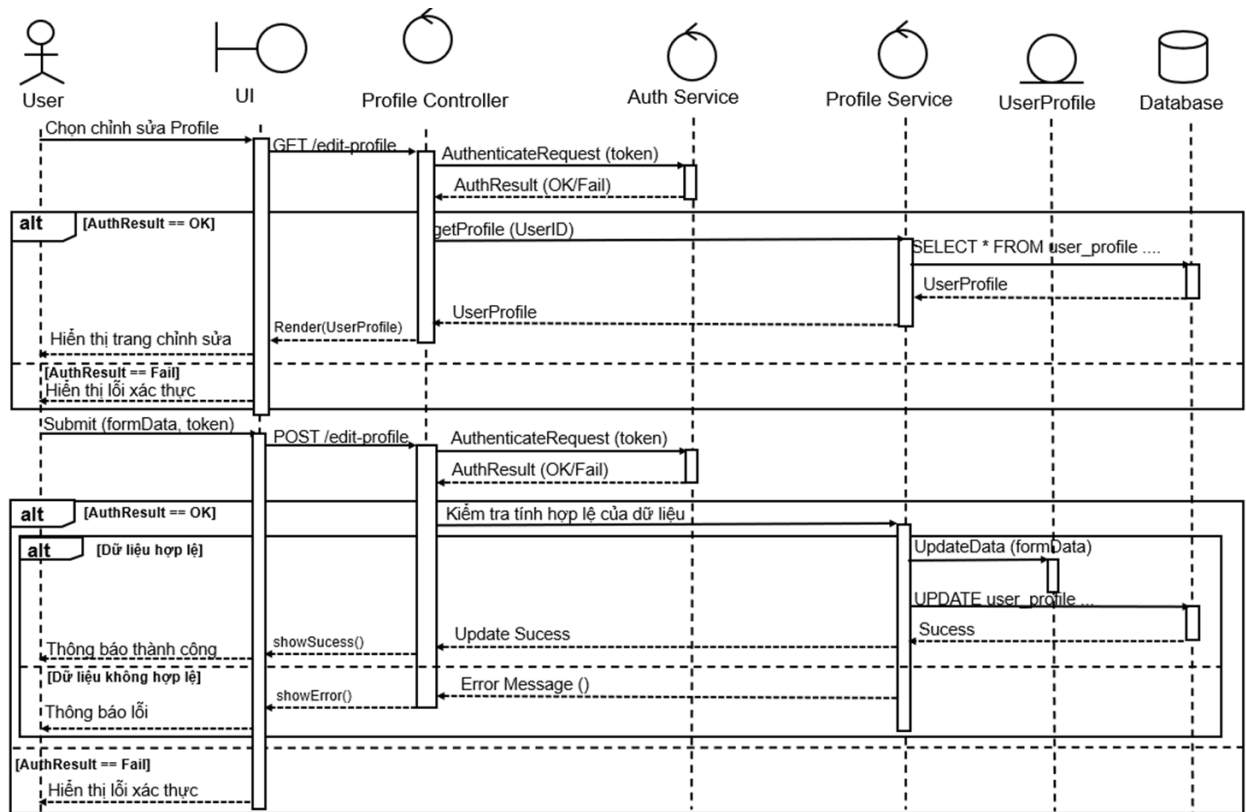 User
UI
Profile Controller
Auth Service
Profile Service
UserProfile
Database
Chọn chỉnh sửa Profile
GET /edit-profile
AuthenticateRequest (token)
AuthResult (OK/Fail)
alt
[AuthResult == OK]
getProfile (UserID)
SELECT * FROM user_profile ....
UserProfile
UserProfile
Render(UserProfile)
Hiển thị trang chỉnh sửa
[AuthResult == Fail]
Hiển thị lỗi xác thực
Submit (formData, token)
POST /edit-profile
AuthenticateRequest (token)
AuthResult (OK/Fail)
alt
[AuthResult == OK]
Kiểm tra tính hợp lệ của dữ liệu
alt
[Dữ liệu hợp lệ]
UpdateData (formData)
UPDATE user_profile ...
Sucess
Update Sucess
showSucess()
Thông báo thành công
[Dữ liệu không hợp lệ]
Error Message ()
showError()
Thông báo lỗi
[AuthResult == Fail]
Hiển thị lỗi xác thực